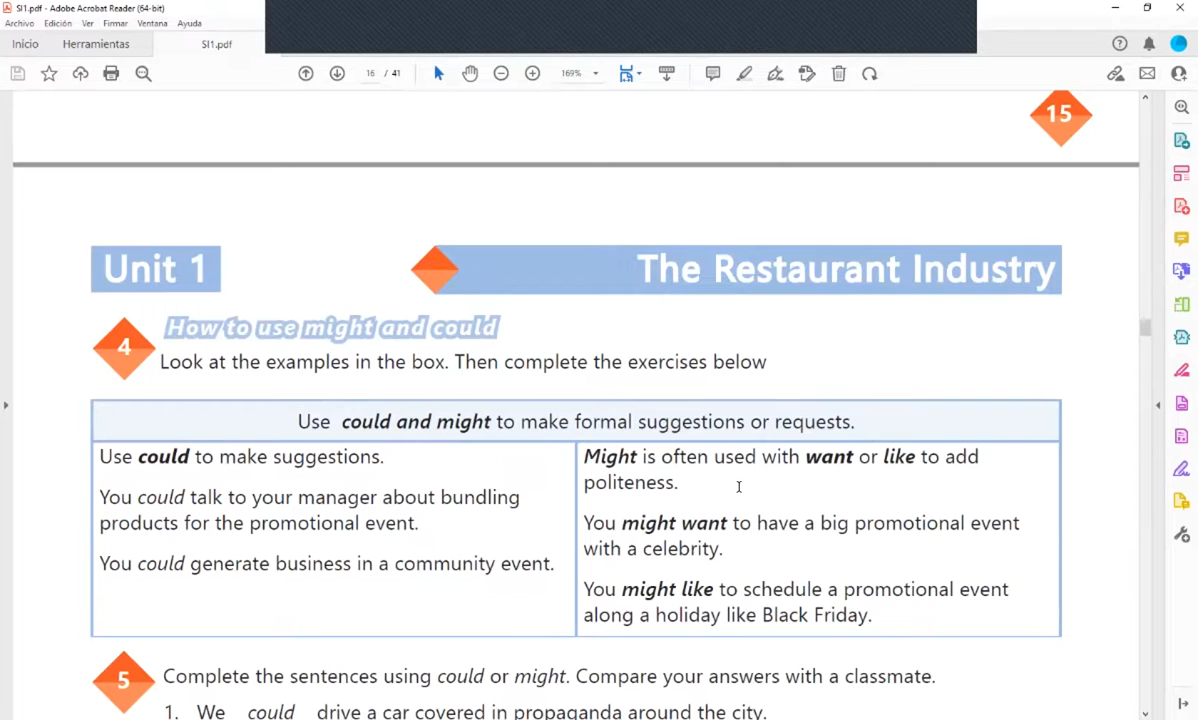 SI1.pdf - Adobe Acrobat Reader (64-bit)
Archivo Edición Ver Firmar Ventana Ayuda
Inicio Herramientas SI1.pdf
16 / 41 169%
15
Unit 1 The Restaurant Industry
How to use might and could
4
Look at the examples in the box. Then complete the exercises below
Use could and might to make formal suggestions or requests.
Use could to make suggestions.
You could talk to your manager about bundling
products for the promotional event.
You could generate business in a community event.
Might is often used with want or like to add
politeness.
You might want to have a big promotional event
with a celebrity.
You might like to schedule a promotional event
along a holiday like Black Friday.
5 Complete the sentences using could or might. Compare your answers with a classmate.
1. We could drive a car covered in propaganda around the city.